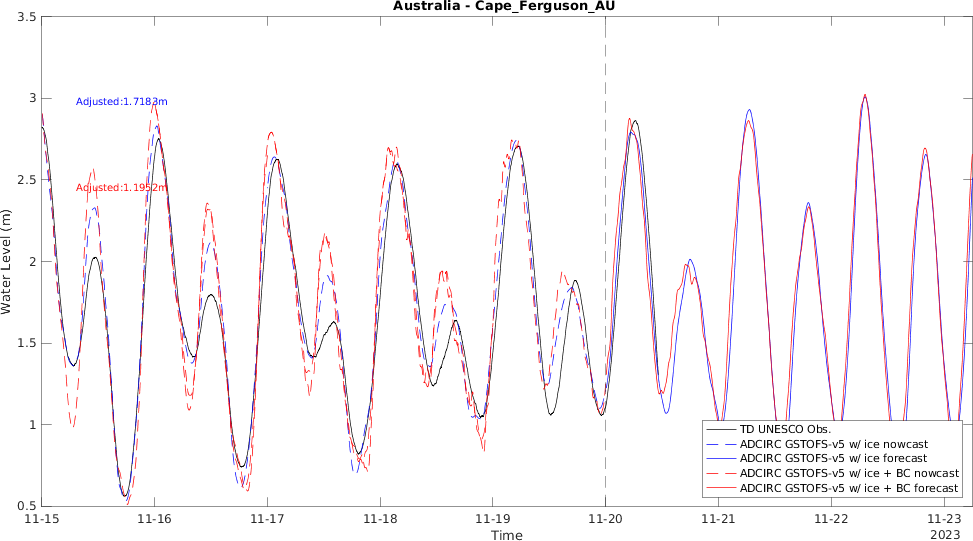 Australia - Cape_Ferguson_AU
3.5
3
2.5
2
1.5
1
0.5
Water Level (m)
Adjusted:1.7183m
Adjusted:1.1952m
TD UNESCO Obs.
ADCIRC GSTOFS-v5 w/ ice nowcast
ADCIRC GSTOFS-v5 w/ ice forecast
ADCIRC GSTOFS-v5 w/ ice + BC nowcast
ADCIRC GSTOFS-v5 w/ ice + BC forecast
11-15 11-16 11-17 11-18 11-19 11-20 11-21 11-22 11-23
Time
2023